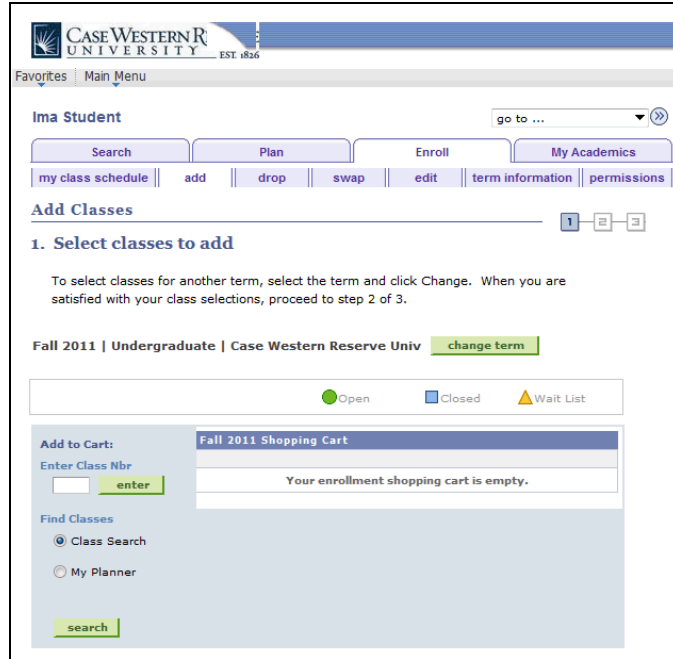 CASE WESTERN R
UNIVERSITY EST. 1826
Favorites Main Menu
Ima Student
go to ...
Search Plan Enroll My Academics
my class schedule add drop swap edit term information permissions
Add Classes
1 2 3
1. Select classes to add
To select classes for another term, select the term and click Change. When you are
satisfied with your class selections, proceed to step 2 of 3.
Fall 2011 | Undergraduate | Case Western Reserve Univ change term
Open Closed Wait List
Add to Cart:
Fall 2011 Shopping Cart
Enter Class Nbr
enter
Your enrollment shopping cart is empty.
Find Classes
Class Search
My Planner
search